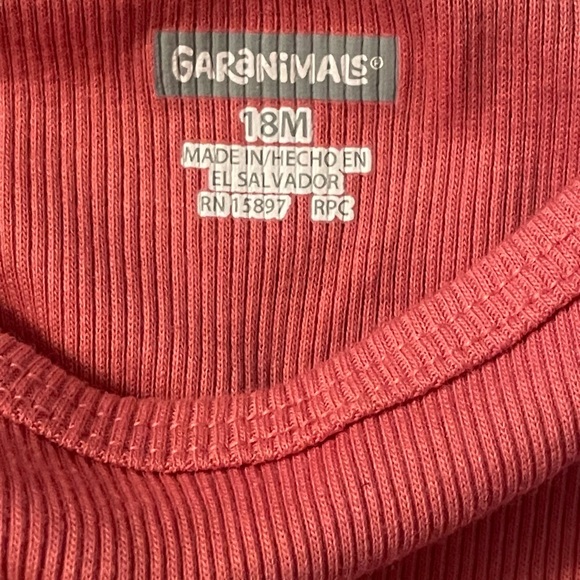 GARANIMALS®
18M
MADE IN/HECHO EN
EL SALVADOR
RN 15897 RPC